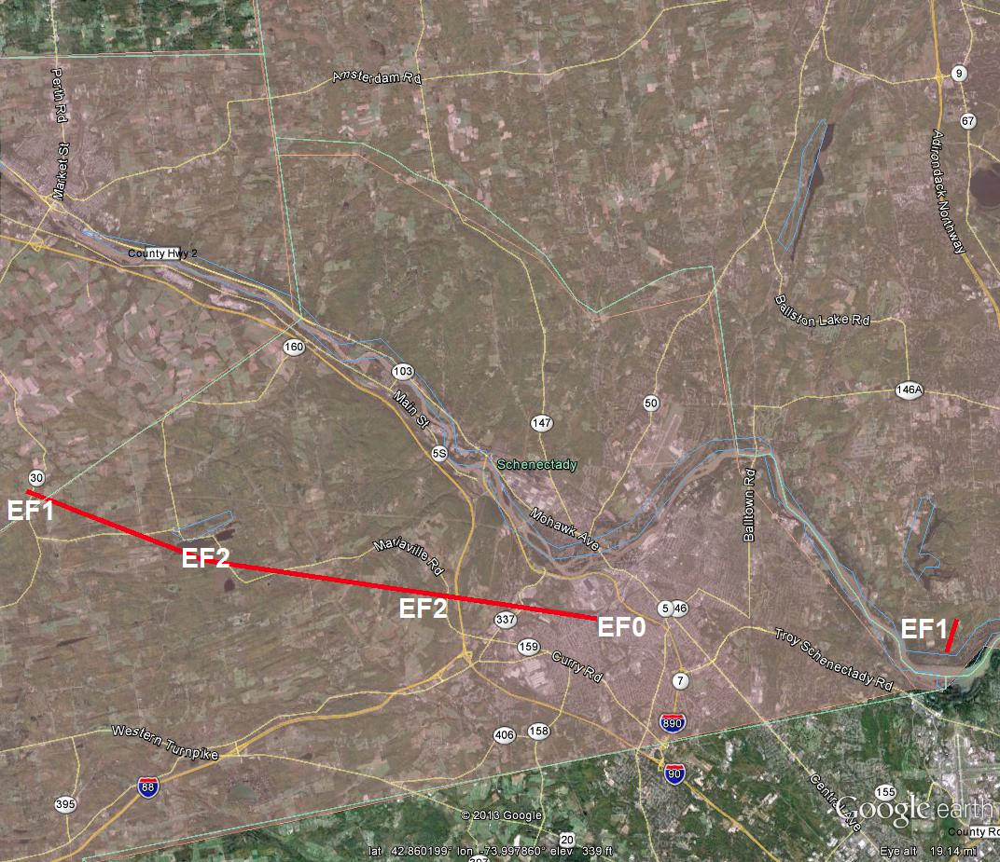 Amsterdam Rd
9
Perth Rd
67
Market St
Adirondack Northway
County Hwy 2
Ballston Lake Rd
160
103
146A
Main St
50
147
5S
Schenectady
30
EF1
Balltown Rd
Mohawk Ave
Mariaville Rd
EF2
EF2
5
46
337
EF0
EF1
159
Troy Schenectady Rd
Curry Rd
7
890
Western Turnpike
406
158
90
88
395
Central Ave
155
Google earth
© 2013 Google
County Rd
20
lat 42.860199° lon -73.997860° elev 339 ft
Eye alt 19.14 mi